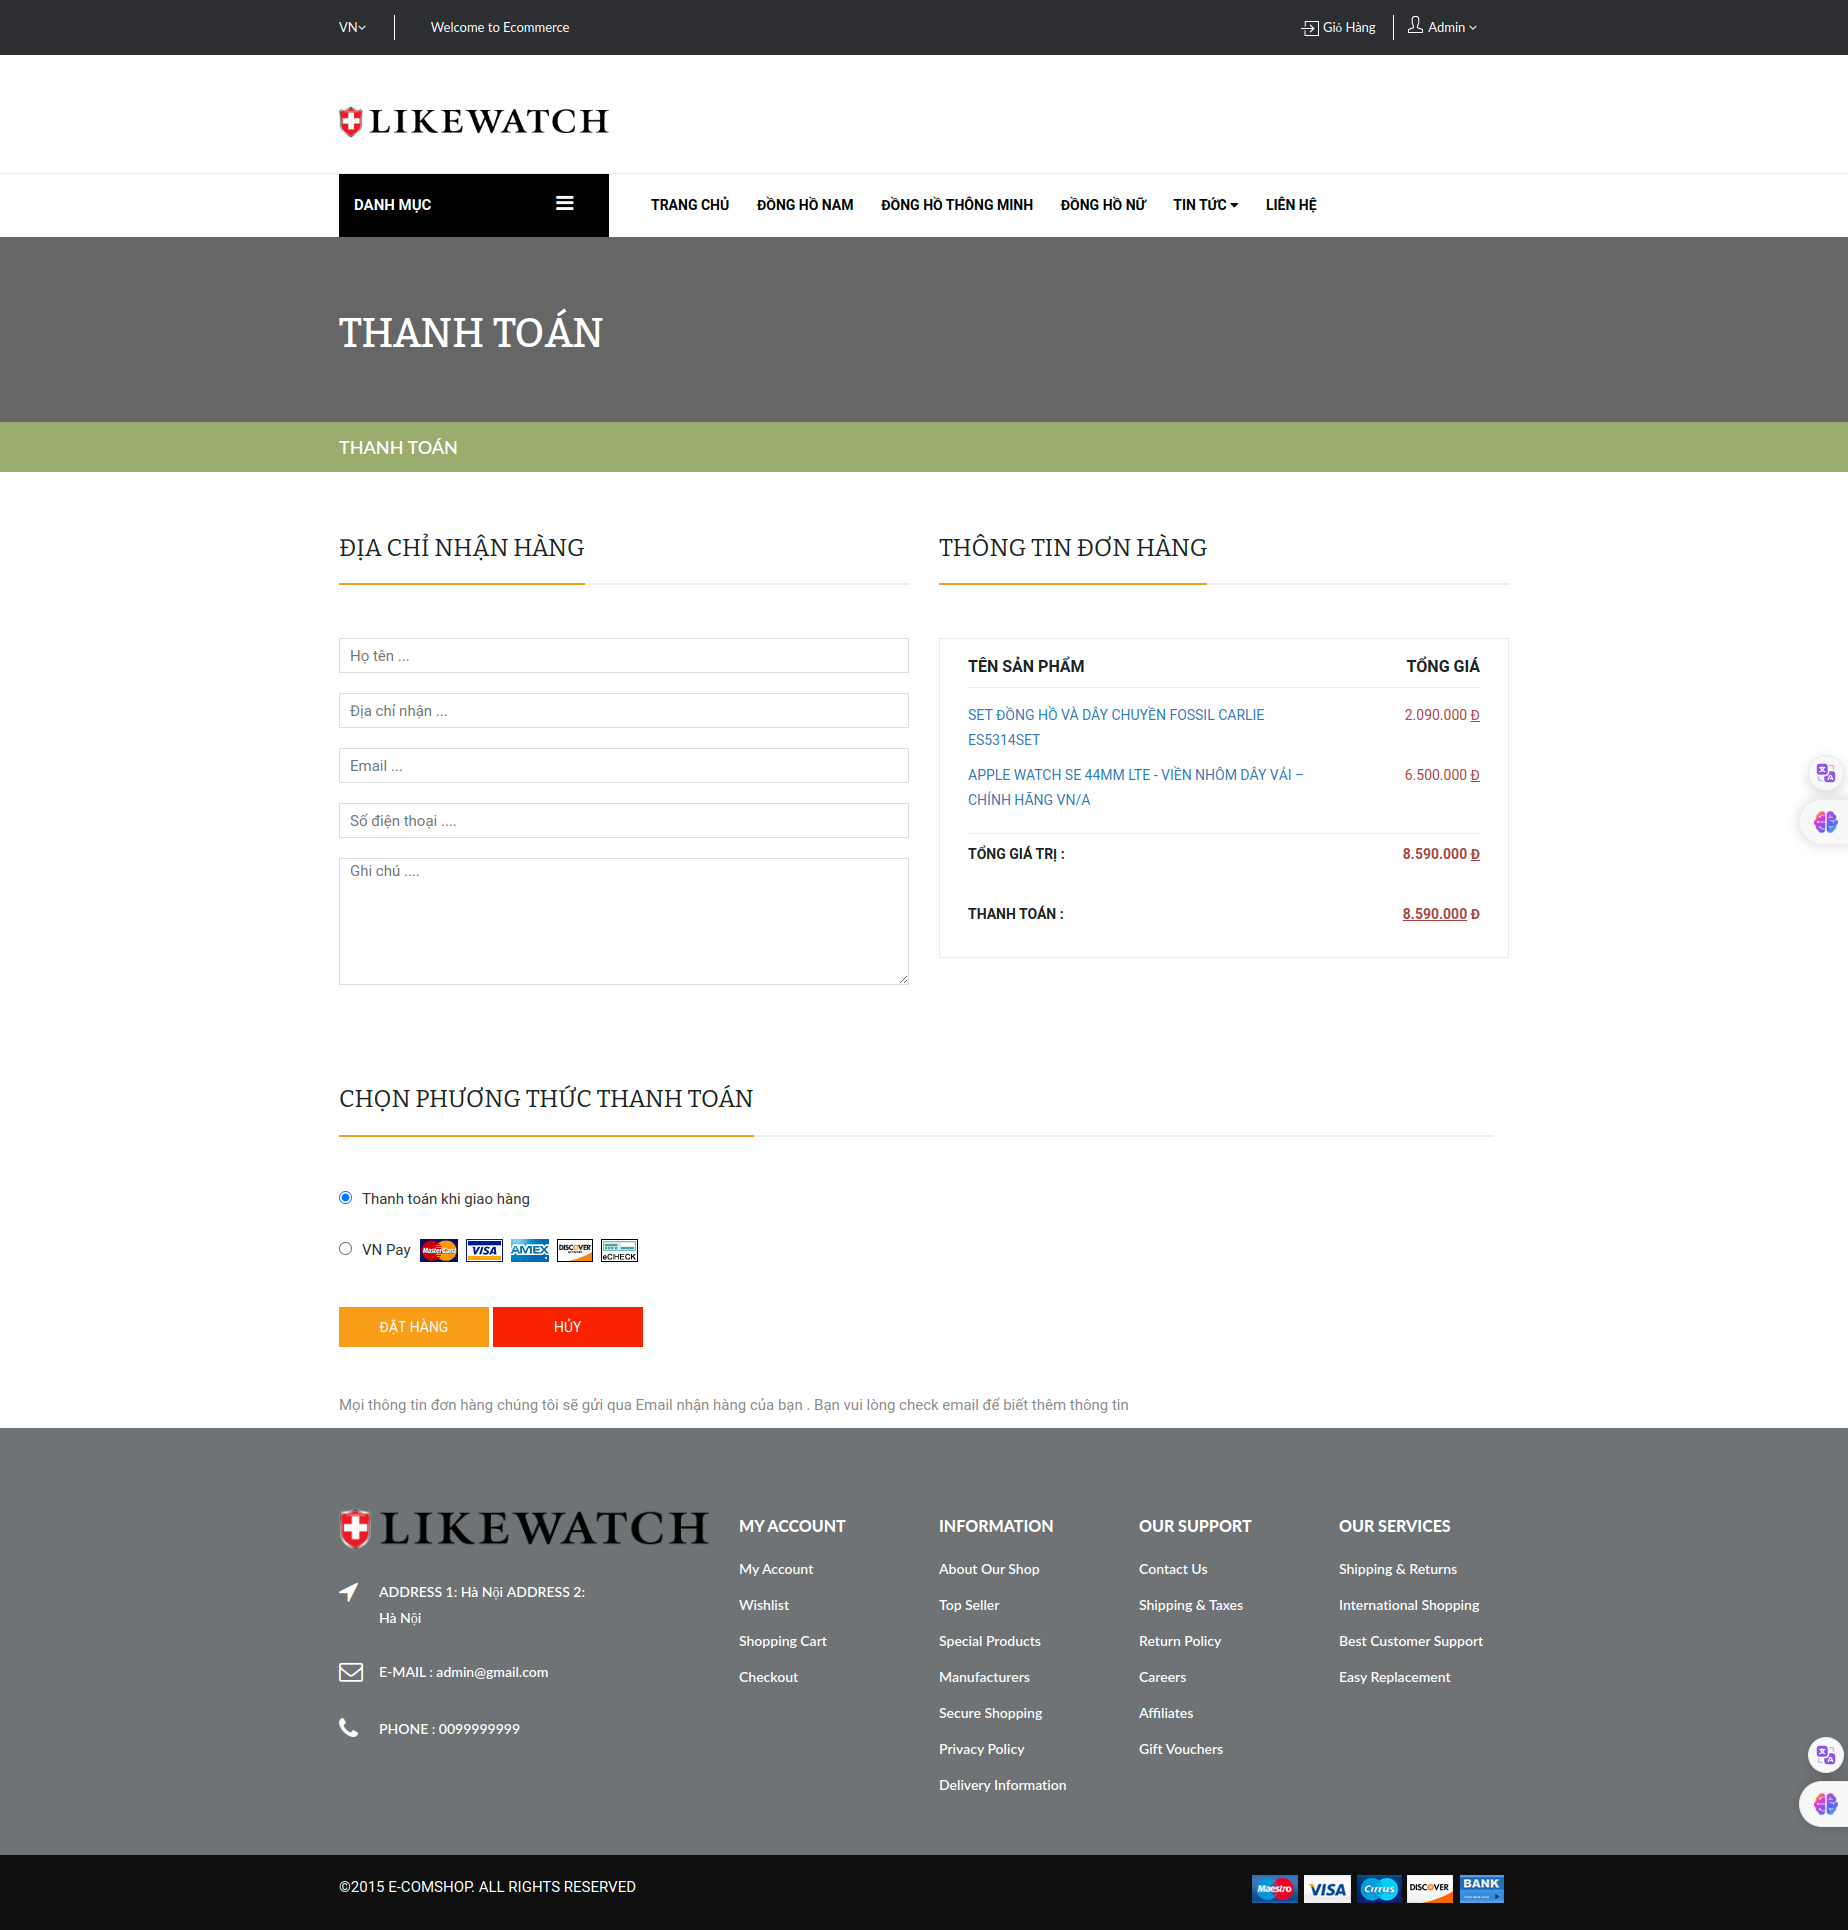 VN
Welcome to Ecommerce
Giỏ Hàng
Admin
LIKEWATCH
DANH MỤC
TRANG CHỦ
ĐỒNG HỒ NAM
ĐỒNG HỒ THÔNG MINH
ĐỒNG HỒ NỮ
TIN TỨC
LIÊN HỆ
THANH TOÁN
THANH TOÁN
ĐỊA CHỈ NHẬN HÀNG
Họ tên ...
Địa chỉ nhận ...
Email ...
Số điện thoại ....
Ghi chú ....
THÔNG TIN ĐƠN HÀNG
TÊN SẢN PHẨM TỔNG GIÁ
SET ĐỒNG HỒ VÀ DÂY CHUYỀN FOSSIL CARLIE 2.090.000 Đ
ES5314SET
APPLE WATCH SE 44MM LTE - VIỀN NHÔM DÂY VẢI – 6.500.000 Đ
CHÍNH HÃNG VN/A
TỔNG GIÁ TRỊ : 8.590.000 Đ
THANH TOÁN : 8.590.000 Đ
CHỌN PHƯƠNG THỨC THANH TOÁN
Thanh toán khi giao hàng
VN Pay MasterCard VISA AMEX DISCOVER eCHECK
ĐẶT HÀNG HỦY
Mọi thông tin đơn hàng chúng tôi sẽ gửi qua Email nhận hàng của bạn . Bạn vui lòng check email để biết thêm thông tin
LIKEWATCH
ADDRESS 1: Hà Nội ADDRESS 2:
Hà Nội
E-MAIL : admin@gmail.com
PHONE : 0099999999
MY ACCOUNT
My Account
Wishlist
Shopping Cart
Checkout
INFORMATION
About Our Shop
Top Seller
Special Products
Manufacturers
Secure Shopping
Privacy Policy
Delivery Information
OUR SUPPORT
Contact Us
Shipping & Taxes
Return Policy
Careers
Affiliates
Gift Vouchers
OUR SERVICES
Shipping & Returns
International Shopping
Best Customer Support
Easy Replacement
©2015 E-COMSHOP. ALL RIGHTS RESERVED
Maestro VISA Cirrus DISCOVER BANK